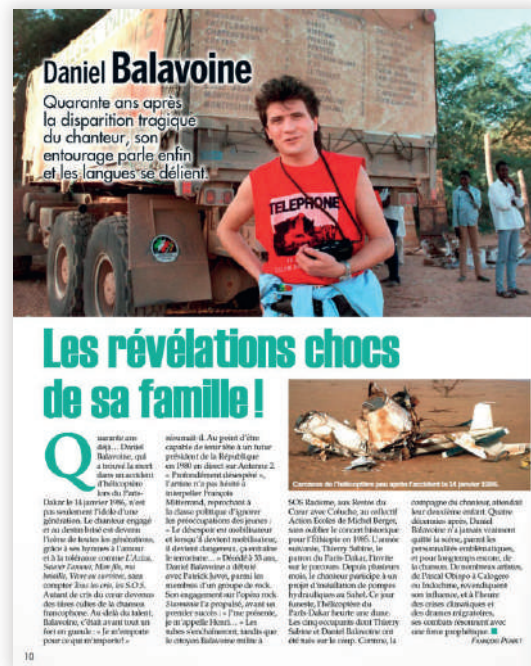 Daniel Balavoine
Quarante ans après
la disparition tragique
du chanteur, son
entourage parle enfin
et les langues se délient.
TELEPHONE
Les révélations chocs
de sa famille !
Carcasse de l'hélicoptère peu après l'accident le 14 janvier 1986.
Quarante ans
déjà... Daniel
Balavoine, qui
a trouvé la mort
dans un accident
d'hélicoptère
lors du Paris-
Dakar le 14 janvier 1986, n'est
pas seulement l'idole d'une
génération. Le chanteur engagé
et au destin brisé est devenu
l'icône de toutes les générations,
grâce à ses hymnes à l'amour
et à la tolérance comme L'Aziza,
Sauver l'amour, Mon fils, ma
bataille, Vivre ou survivre, sans
compter Tous les cris, les S.O.S.
Autant de cris du cœur devenus
des titres cultes de la chanson
francophone. Au-delà du talent,
Balavoine, c'était avant tout un
fort en gueule : « Je m'emporte
pour ce qui m'importe ! »
résumait-il. Au point d'être
capable de tenir tête à un futur
président de la République
en 1980 en direct sur Antenne 2.
« Profondément désespéré »,
l'artiste n'a pas hésité à
interpeller François
Mitterrand, reprochant à
la classe politique d'ignorer
les préoccupations des jeunes :
« Le désespoir est mobilisateur
et lorsqu'il devient mobilisateur,
il devient dangereux, ça entraîne
le terrorisme... » Décédé à 33 ans,
Daniel Balavoine a débuté
avec Patrick Juvet, parmi les
membres d'un groupe de rock.
Son engagement sur l'opéra rock
Starmania l'a propulsé, avant un
premier succès : « J'me présente,
je m'appelle Henri... » Les
tubes s'enchaîneront, tandis que
le citoyen Balavoine milite à
SOS Racisme, aux Restos du
Cœur avec Coluche, au collectif
Action Écoles de Michel Berger,
sans oublier le concert historique
pour l'Éthiopie en 1985. L'année
suivante, Thierry Sabine, le
patron du Paris-Dakar, l'invite
sur le parcours. Depuis plusieurs
mois, le chanteur participe à un
projet d'installation de pompes
hydrauliques au Sahel. Ce jour
funeste, l'hélicoptère du
Paris-Dakar heurte une dune.
Les cinq occupants dont Thierry
Sabine et Daniel Balavoine ont
été tués sur le coup. Corinne, la
compagne du chanteur, attendait
leur deuxième enfant. Quatre
décennies après, Daniel
Balavoine n'a jamais vraiment
quitté la scène, parmi les
personnalités emblématiques,
et pour longtemps encore, de
la chanson. De nombreux artistes,
de Pascal Obispo à Calogero
ou Indochine, revendiquent
son influence, et à l'heure
des crises climatiques et
des drames migratoires,
ses combats résonnent avec
une force prophétique.
10